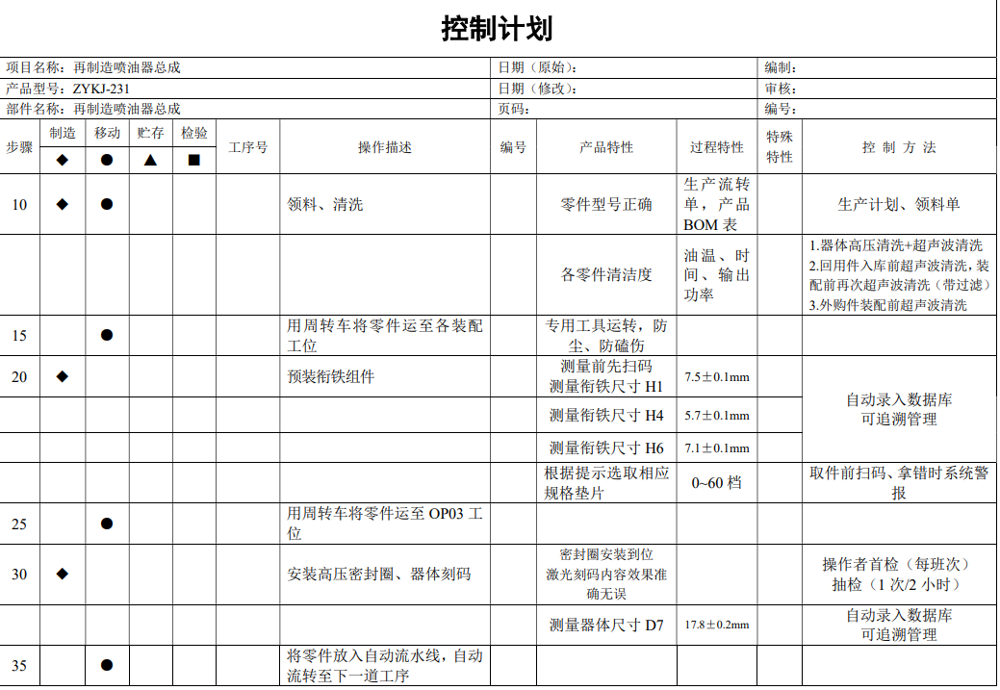 控制计划
项目名称：再制造喷油器总成 日期（原始）： 编制：
产品型号：ZYKJ-231 日期（修改）： 审核：
部件名称：再制造喷油器总成 页码： 编号：
步骤 制造 移动 贮存 检验 工序号 操作描述 编号 产品特性 过程特性 特殊 控 制 方 法
特性
◆ ● ▲ ■
10 ◆ ● 领料、清洗 零件型号正确 生产流转 生产计划、领料单
单，产品
BOM 表
各零件清洁度 油温、时
间、输出
功率
1.器体高压清洗+超声波清洗
2.回用件入库前超声波清洗，装
配前再次超声波清洗（带过滤）
3.外购件装配前超声波清洗
15 ● 用周转车将零件运至各装配
工位
专用工具运转，防
尘、防磕伤
20 ◆ 预装衔铁组件 测量前先扫码
测量衔铁尺寸 H1 7.5±0.1mm
自动录入数据库
可追溯管理
测量衔铁尺寸 H4 5.7±0.1mm
测量衔铁尺寸 H6 7.1±0.1mm
根据提示选取相应
规格垫片
0~60 档
取件前扫码、拿错时系统警
报
25 ● 用周转车将零件运至 OP03 工
位
30 ◆ 安装高压密封圈、器体刻码 密封圈安装到位
激光刻码内容效果准
确无误
操作者首检（每班次）
抽检（1 次/2 小时）
测量器体尺寸 D7 17.8±0.2mm 自动录入数据库
可追溯管理
35 ● 将零件放入自动流水线，自动
流转至下一道工序